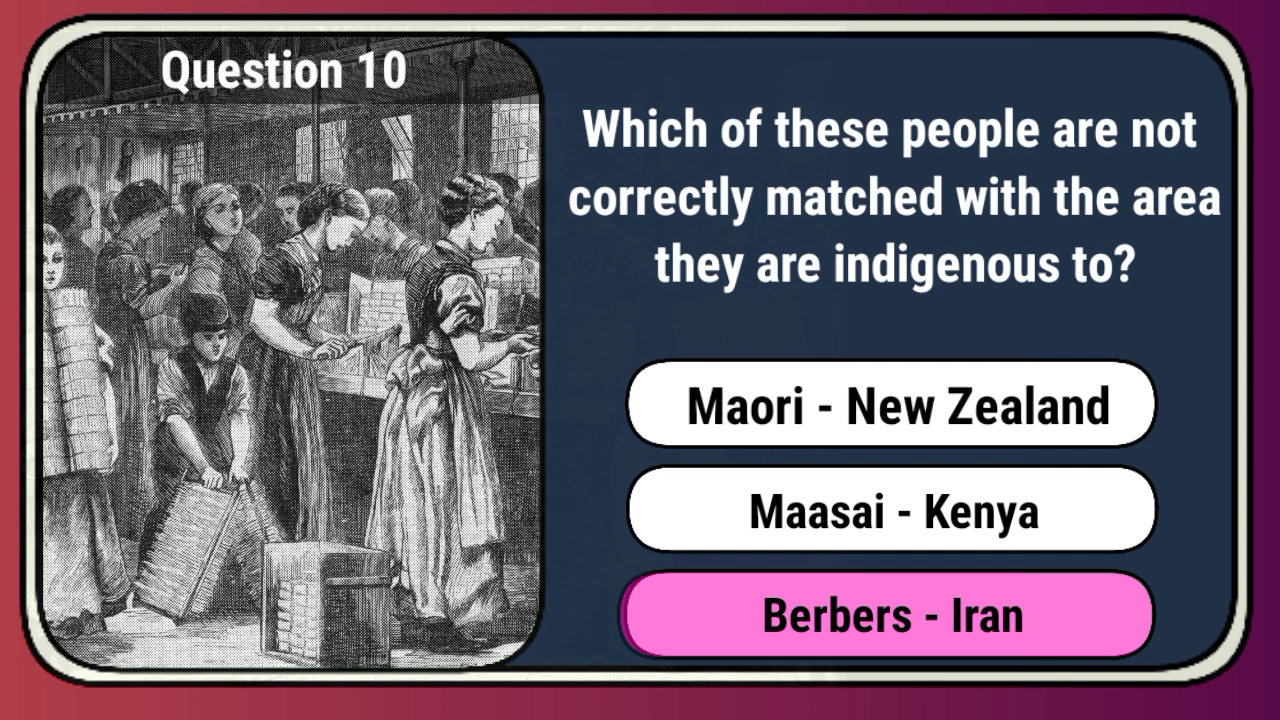 Question 10
Which of these people are not
correctly matched with the area
they are indigenous to?
Maori - New Zealand
Maasai - Kenya
Berbers - Iran